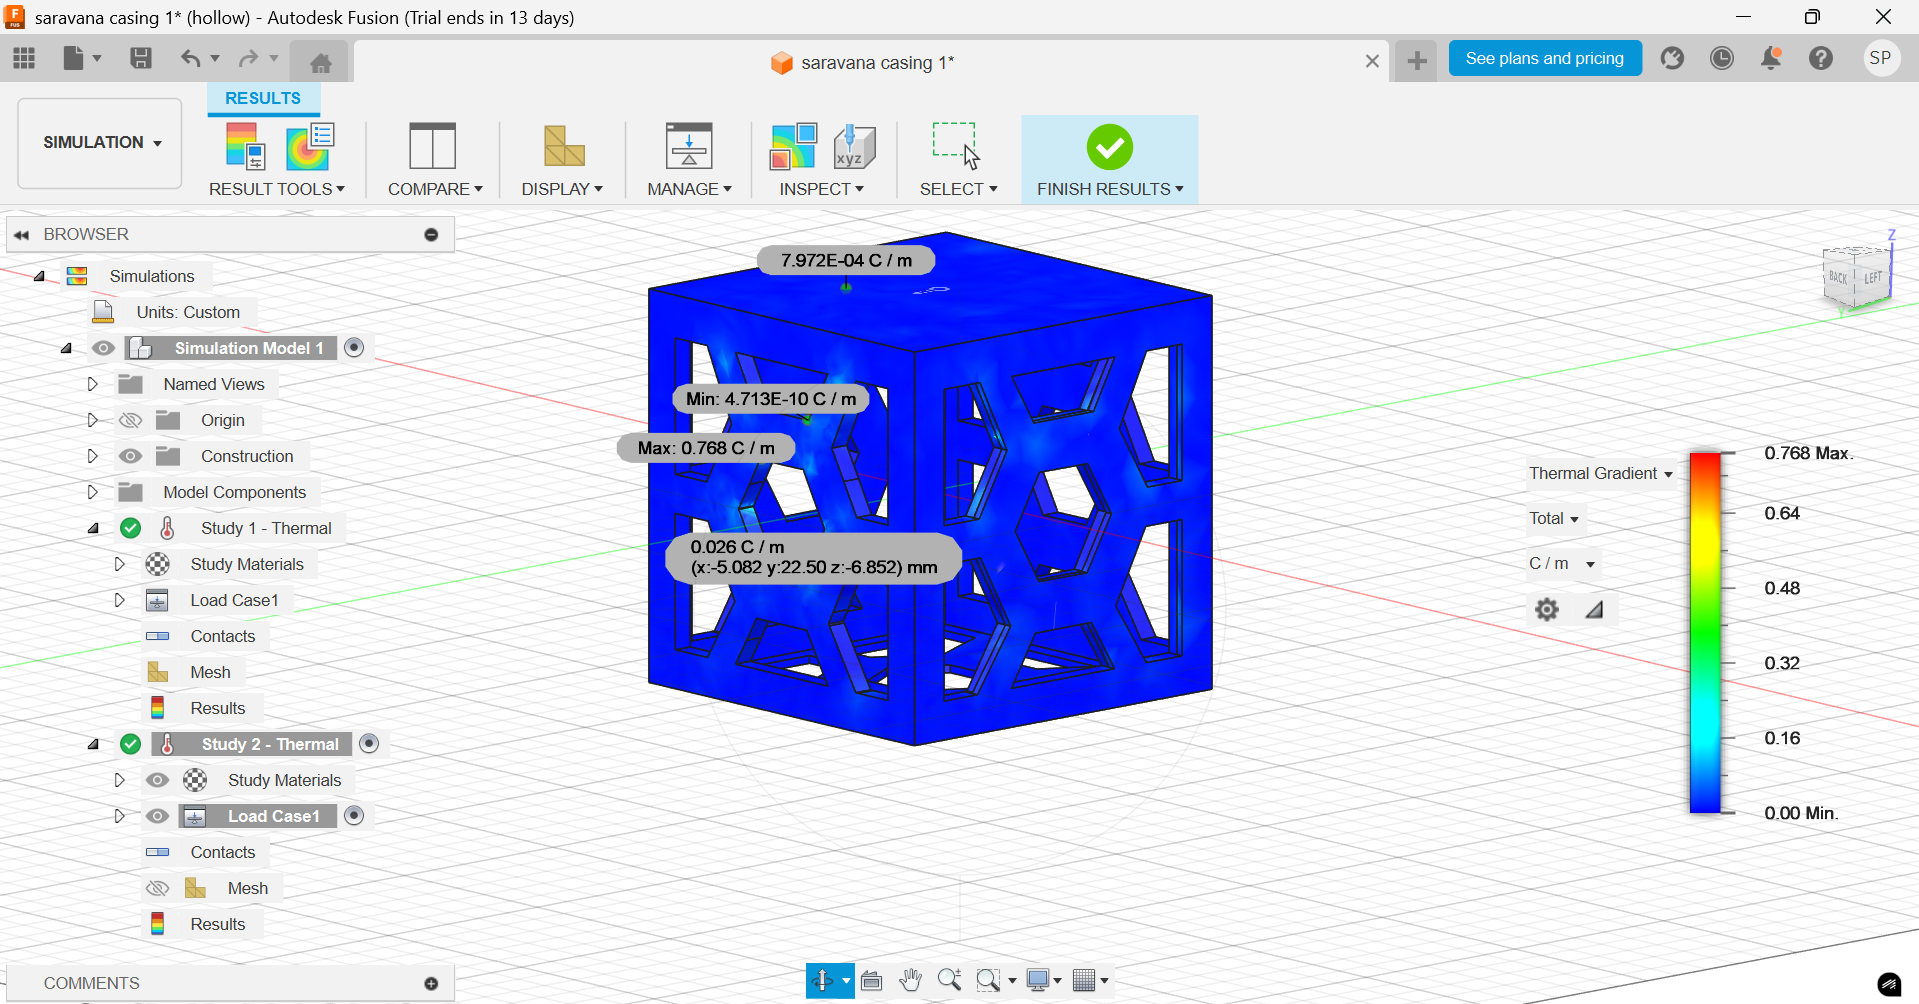 saravana casing 1* (hollow) - Autodesk Fusion (Trial ends in 13 days)
saravana casing 1*
See plans and pricing
SP
RESULTS
SIMULATION
RESULT TOOLS
COMPARE
DISPLAY
MANAGE
INSPECT
SELECT
FINISH RESULTS
xyz
BROWSER
Simulations
Units: Custom
Simulation Model 1
Named Views
Origin
Construction
Model Components
Study 1 - Thermal
Study Materials
Load Case1
Contacts
Mesh
Results
Study 2 - Thermal
Study Materials
Load Case1
Contacts
Mesh
Results
COMMENTS
7.972E-04 C / m
Min: 4.713E-10 C / m
Max: 0.768 C / m
0.026 C / m
(x:-5.082 y:22.50 z:-6.852) mm
Z
BACK
LEFT
Y
Thermal Gradient
Total
C / m
0.768 Max.
0.64
0.48
0.32
0.16
0.00 Min.